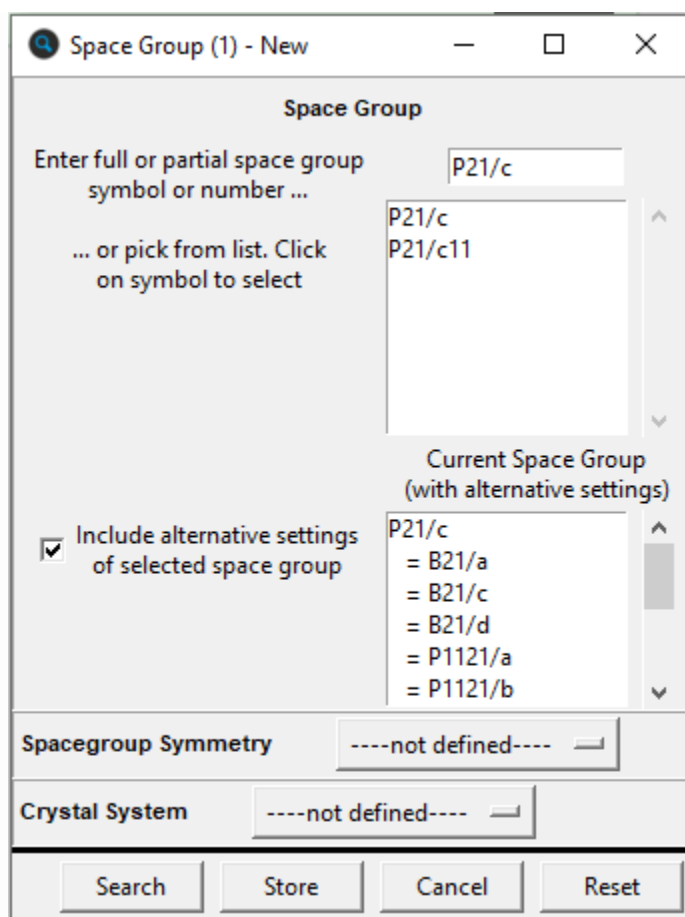 Space Group (1) - New
Space Group
Enter full or partial space group
symbol or number ...
P21/c
... or pick from list. Click
on symbol to select
P21/c
P21/c11
Current Space Group
(with alternative settings)
Include alternative settings
of selected space group
P21/c
= B21/a
= B21/c
= B21/d
= P1121/a
= P1121/b
Spacegroup Symmetry ----not defined----
Crystal System ----not defined----
Search Store Cancel Reset